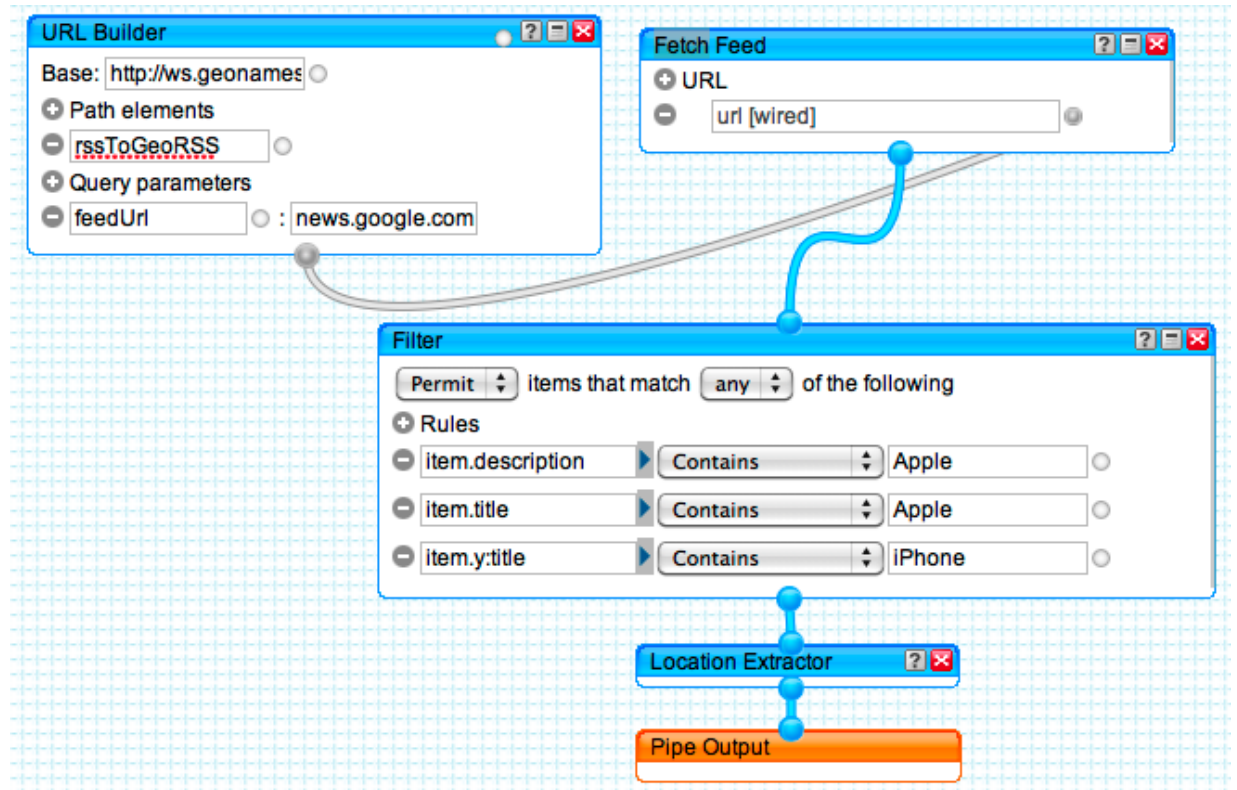 URL Builder
Base: http://ws.geonames
Path elements
rssToGeoRSS
Query parameters
feedUrl : news.google.com
Fetch Feed
URL
url [wired]
Filter
Permit items that match any of the following
Rules
item.description Contains Apple
item.title Contains Apple
item.y:title Contains iPhone
Location Extractor
Pipe Output